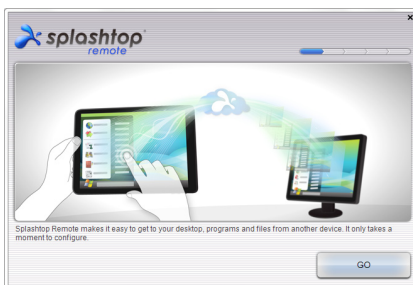 splashtop
remote
Splashtop Remote makes it easy to get to your desktop, programs and files from another device. It only takes a
moment to configure.
GO